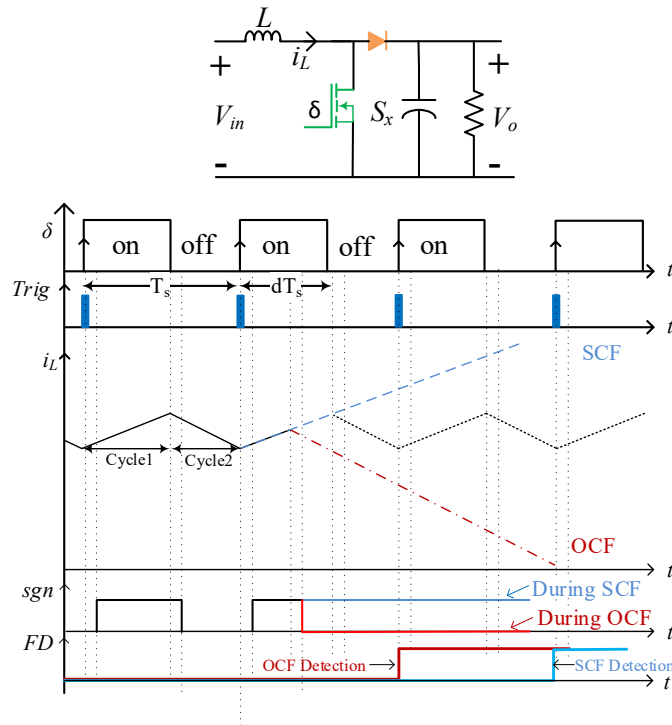 L
+ i_L +
V_in δ S_x V_o
- -
δ on off on off on t
Trig T_s dT_s t
i_L SCF
Cycle1 Cycle2
OCF
t
sgn During SCF
During OCF
t
FD OCF Detection SCF Detection
t